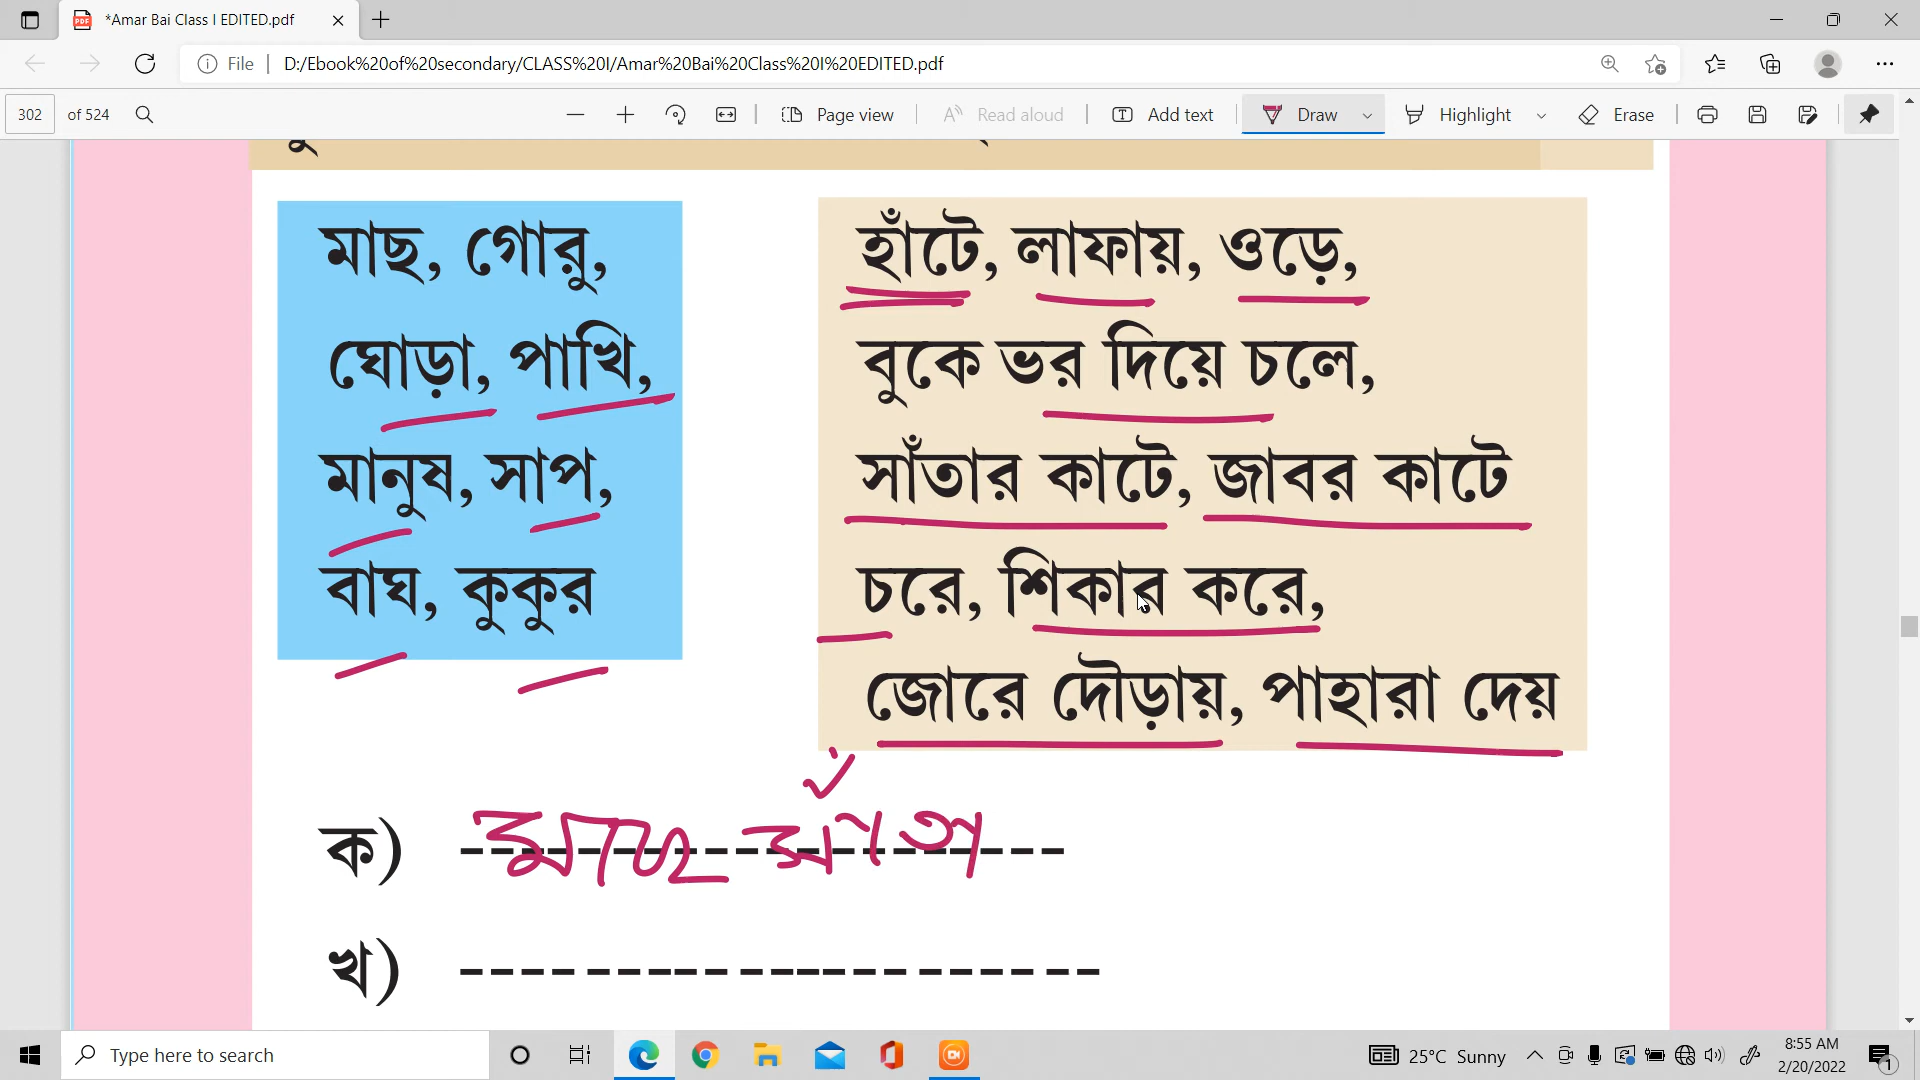 *Amar Bai Class I EDITED.pdf
File D:/Ebook%20of%20secondary/CLASS%20I/Amar%20Bai%20Class%20I%20EDITED.pdf
302 of 524 Page view Read aloud Add text Draw Highlight Erase
মাছ, গোরু,
ঘোড়া, পাখি,
মানুষ, সাপ,
বাঘ, কুকুর
হাঁটে, লাফায়, ওড়ে,
বুকে ভর দিয়ে চলে,
সাঁতার কাটে, জাবর কাটে
চরে, শিকার করে,
জোরে দৌড়ায়, পাহারা দেয়
ক) মাছ
খ)
Type here to search
25°C Sunny
8:55 AM
2/20/2022
1